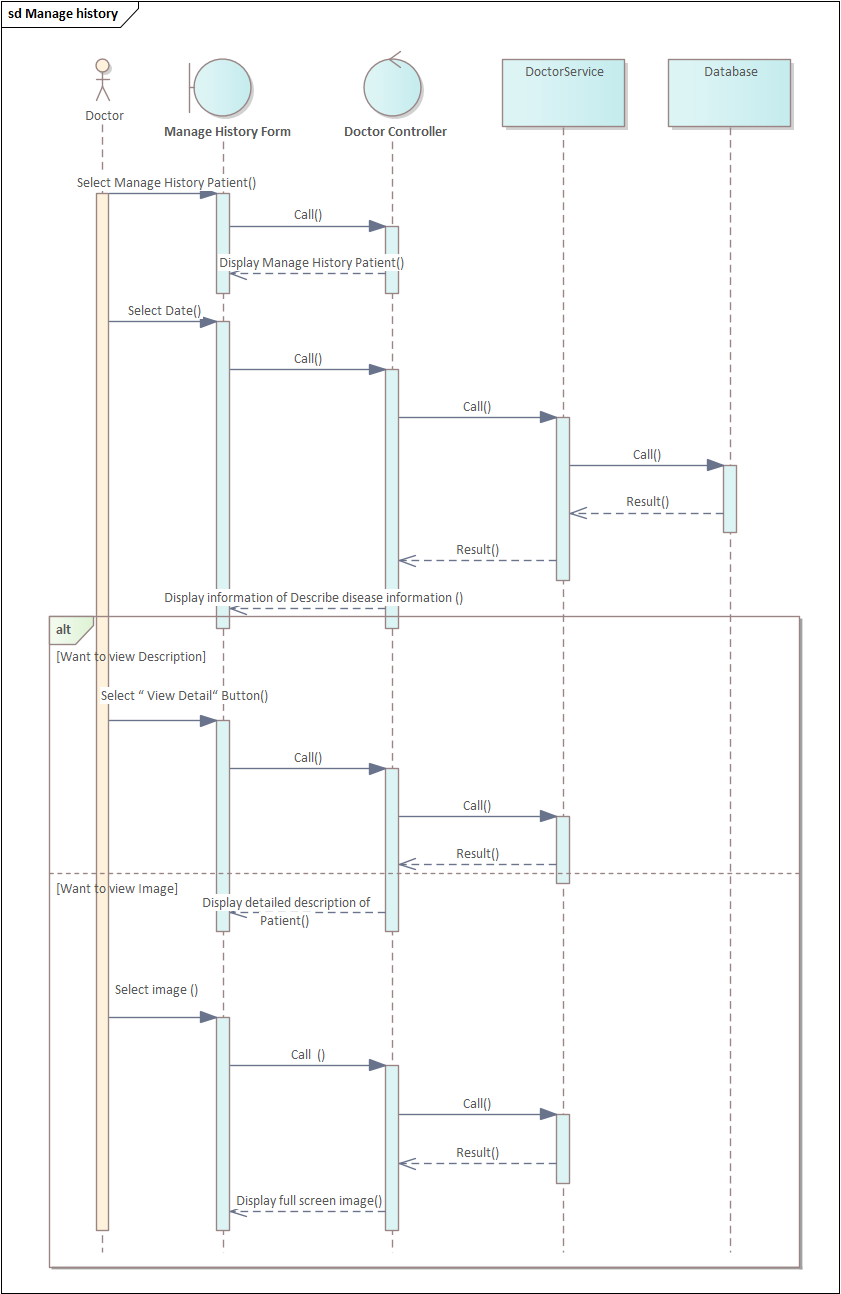 sd Manage history
DoctorService
Database
Doctor
Manage History Form
Doctor Controller
Select Manage History Patient()
Call()
Display Manage History Patient()
Select Date()
Call()
Call()
Call()
Result()
Result()
Display information of Describe disease information ()
alt
[Want to view Description]
Select “ View Detail“ Button()
Call()
Call()
Result()
[Want to view Image]
Display detailed description of
Patient()
Select image ()
Call  ()
Call()
Result()
Display full screen image()